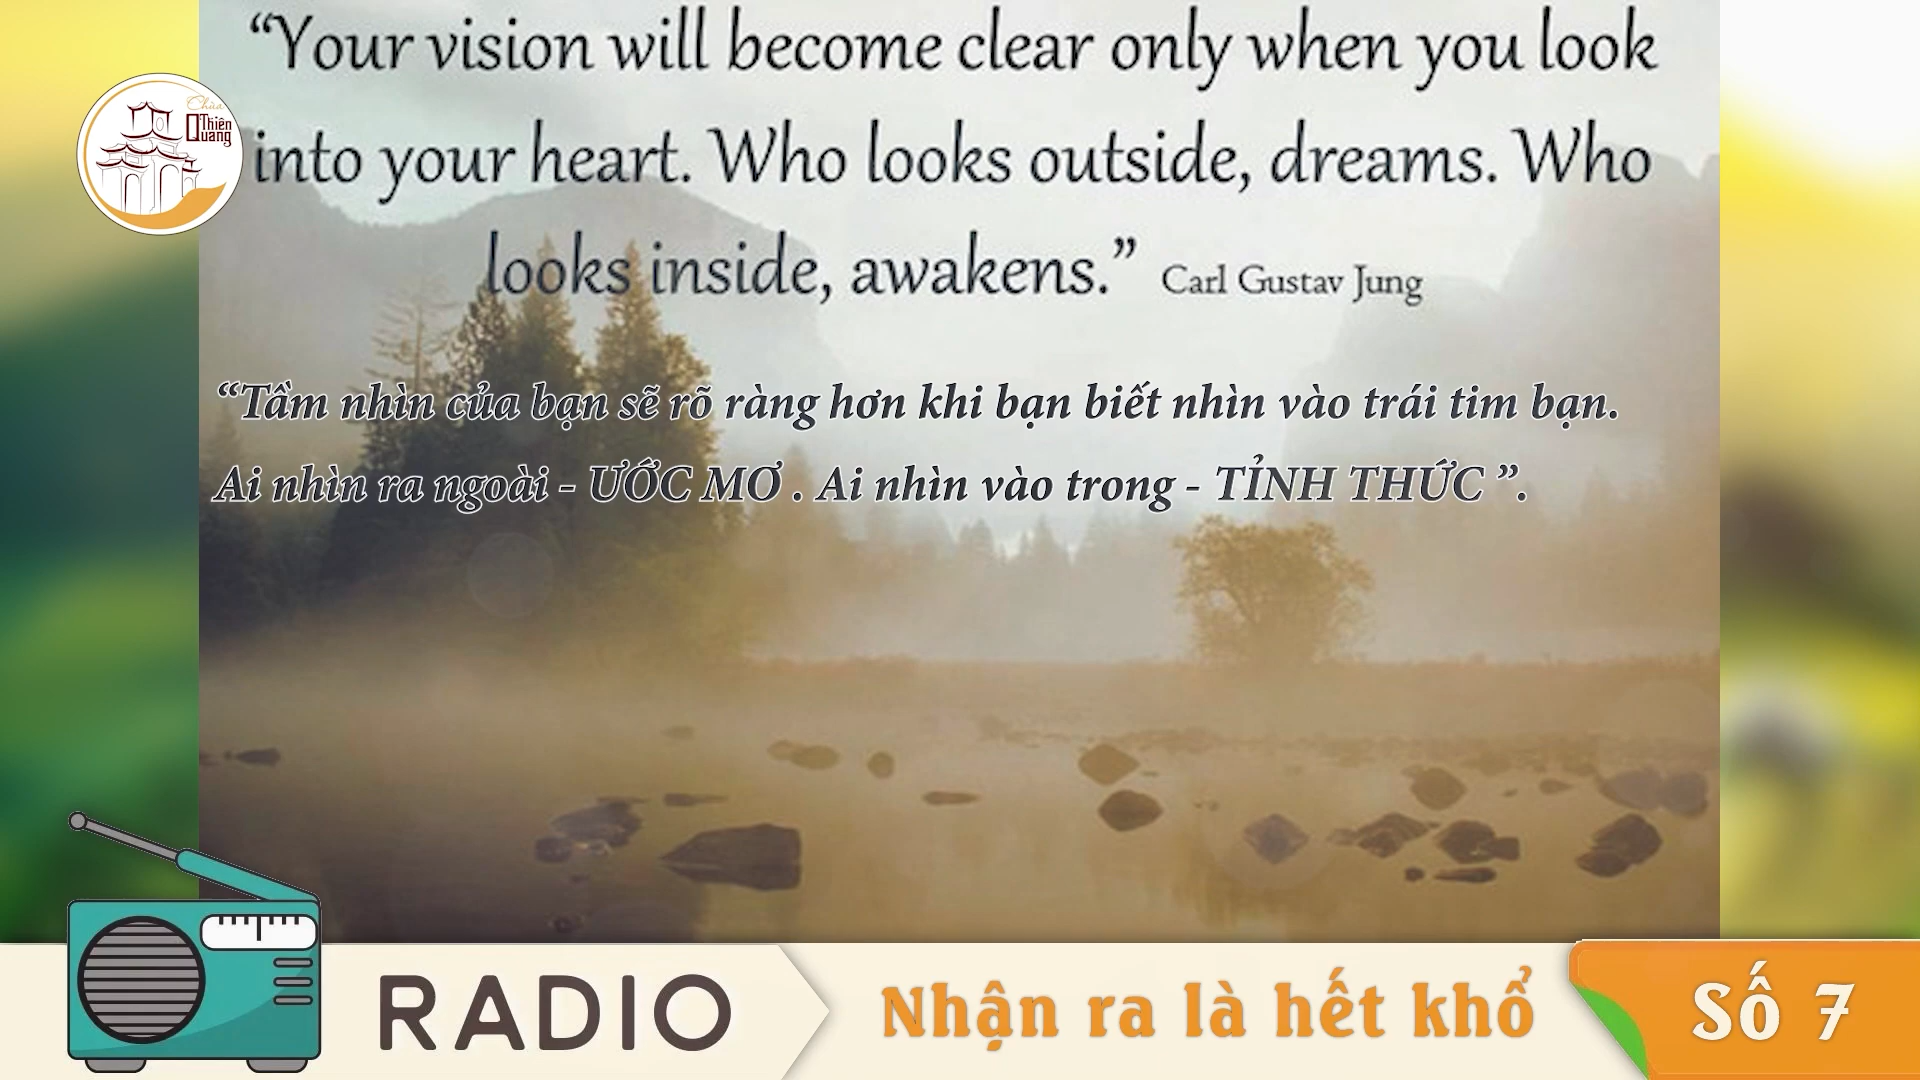 “Your vision will become clear only when you look
into your heart. Who looks outside, dreams. Who
looks inside, awakens.” Carl Gustav Jung
Chùa
Thiên
Quang
“Tầm nhìn của bạn sẽ rõ ràng hơn khi bạn biết nhìn vào trái tim bạn.
Ai nhìn ra ngoài - ƯỚC MƠ . Ai nhìn vào trong - TỈNH THỨC ”.
RADIO
Nhận ra là hết khổ
Số 7